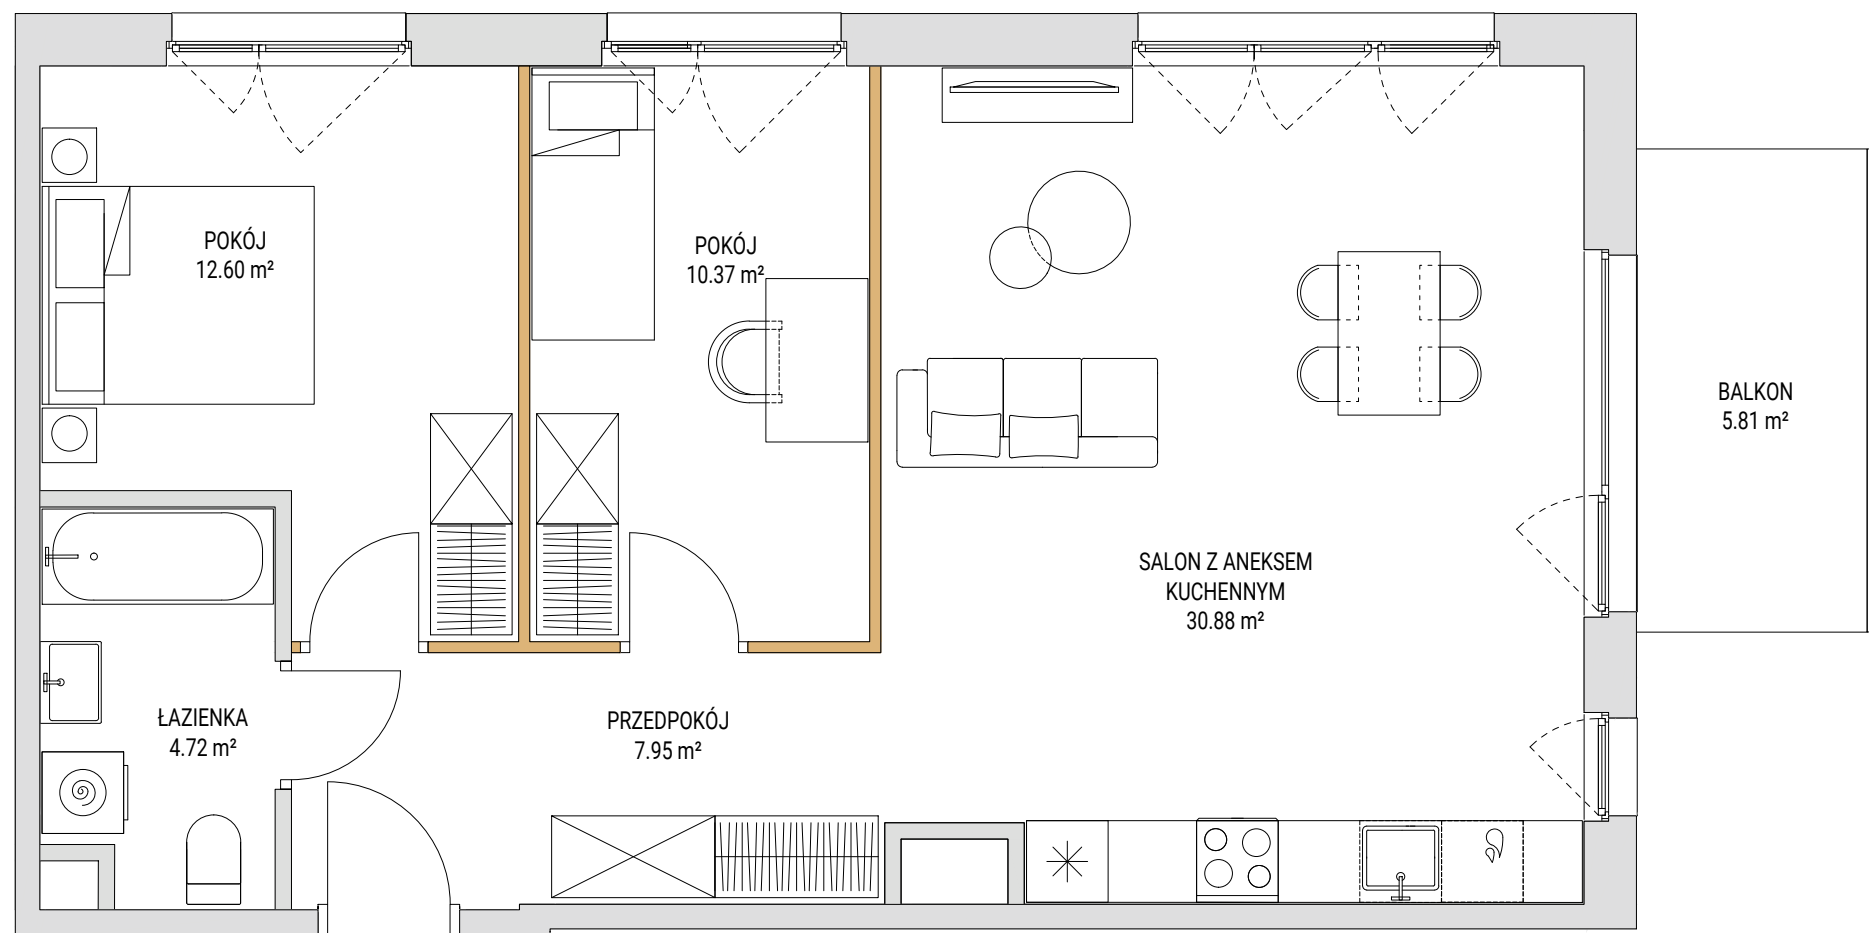 POKÓJ
12.60 m²
POKÓJ
10.37 m²
BALKON
5.81 m²
SALON Z ANEKSEM
KUCHENNYM
30.88 m²
ŁAZIENKA
4.72 m²
PRZEDPOKÓJ
7.95 m²